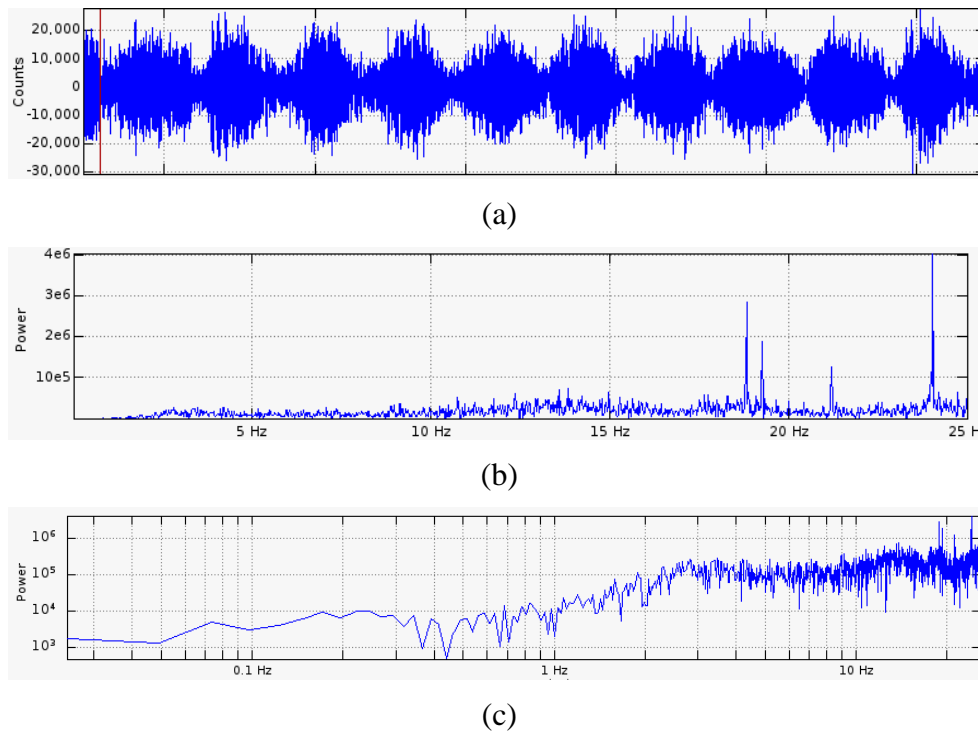 20,000
10,000
0
-10,000
-20,000
-30,000
Counts
(a)
4e6
3e6
2e6
10e5
Power
5 Hz 10 Hz 15 Hz 20 Hz 25 H
(b)
10⁶
10⁵
10⁴
10³
Power
0.1 Hz 1 Hz 10 Hz
(c)